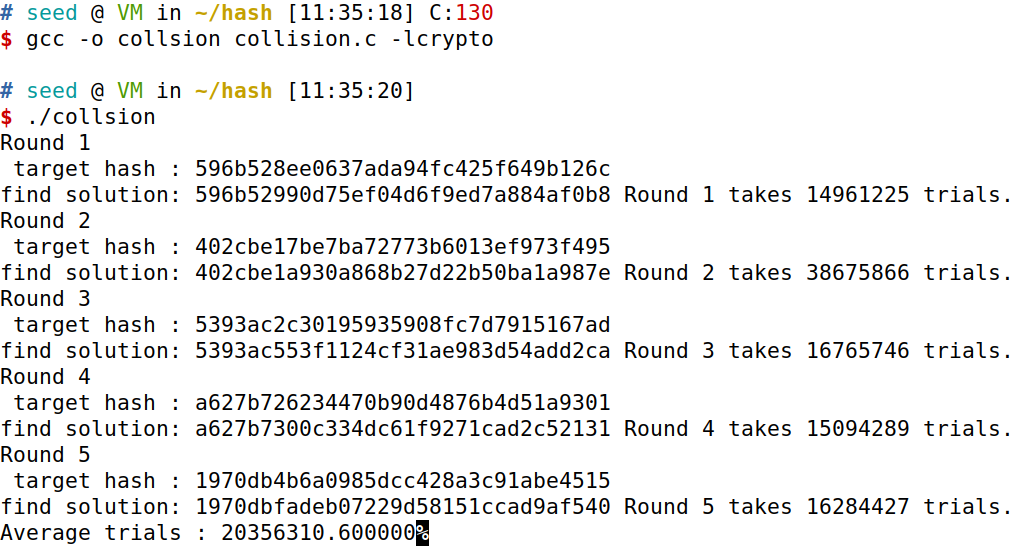 # seed @ VM in ~/hash [11:35:18] C:130
$ gcc -o collsion collision.c -lcrypto
# seed @ VM in ~/hash [11:35:20]
$ ./collsion
Round 1
 target hash : 596b528ee0637ada94fc425f649b126c
find solution: 596b52990d75ef04d6f9ed7a884af0b8 Round 1 takes 14961225 trials.
Round 2
 target hash : 402cbe17be7ba72773b6013ef973f495
find solution: 402cbe1a930a868b27d22b50ba1a987e Round 2 takes 38675866 trials.
Round 3
 target hash : 5393ac2c30195935908fc7d7915167ad
find solution: 5393ac553f1124cf31ae983d54add2ca Round 3 takes 16765746 trials.
Round 4
 target hash : a627b726234470b90d4876b4d51a9301
find solution: a627b7300c334dc61f9271cad2c52131 Round 4 takes 15094289 trials.
Round 5
 target hash : 1970db4b6a0985dcc428a3c91abe4515
find solution: 1970dbfadeb07229d58151ccad9af540 Round 5 takes 16284427 trials.
Average trials : 20356310.600000%